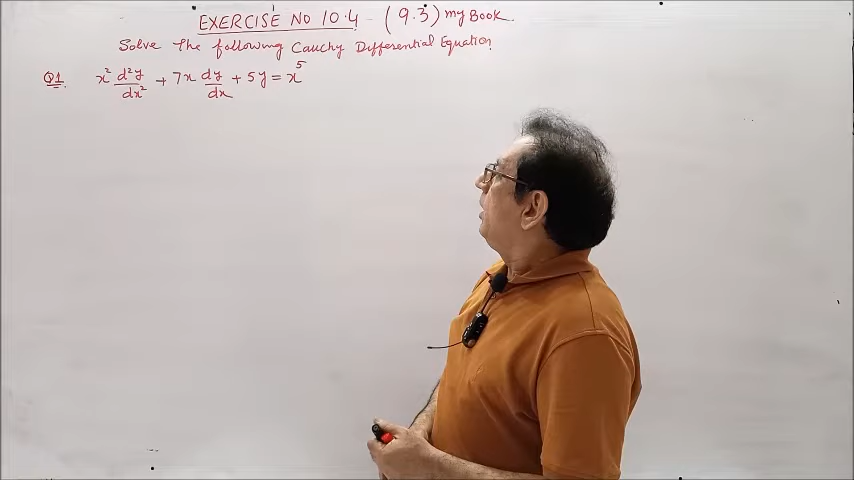 EXERCISE NO 10.4 - (9.3) my Book.
Solve the following Cauchy Differential Equation?
Q1. x² d²y/dx² + 7x dy/dx + 5y = x⁵